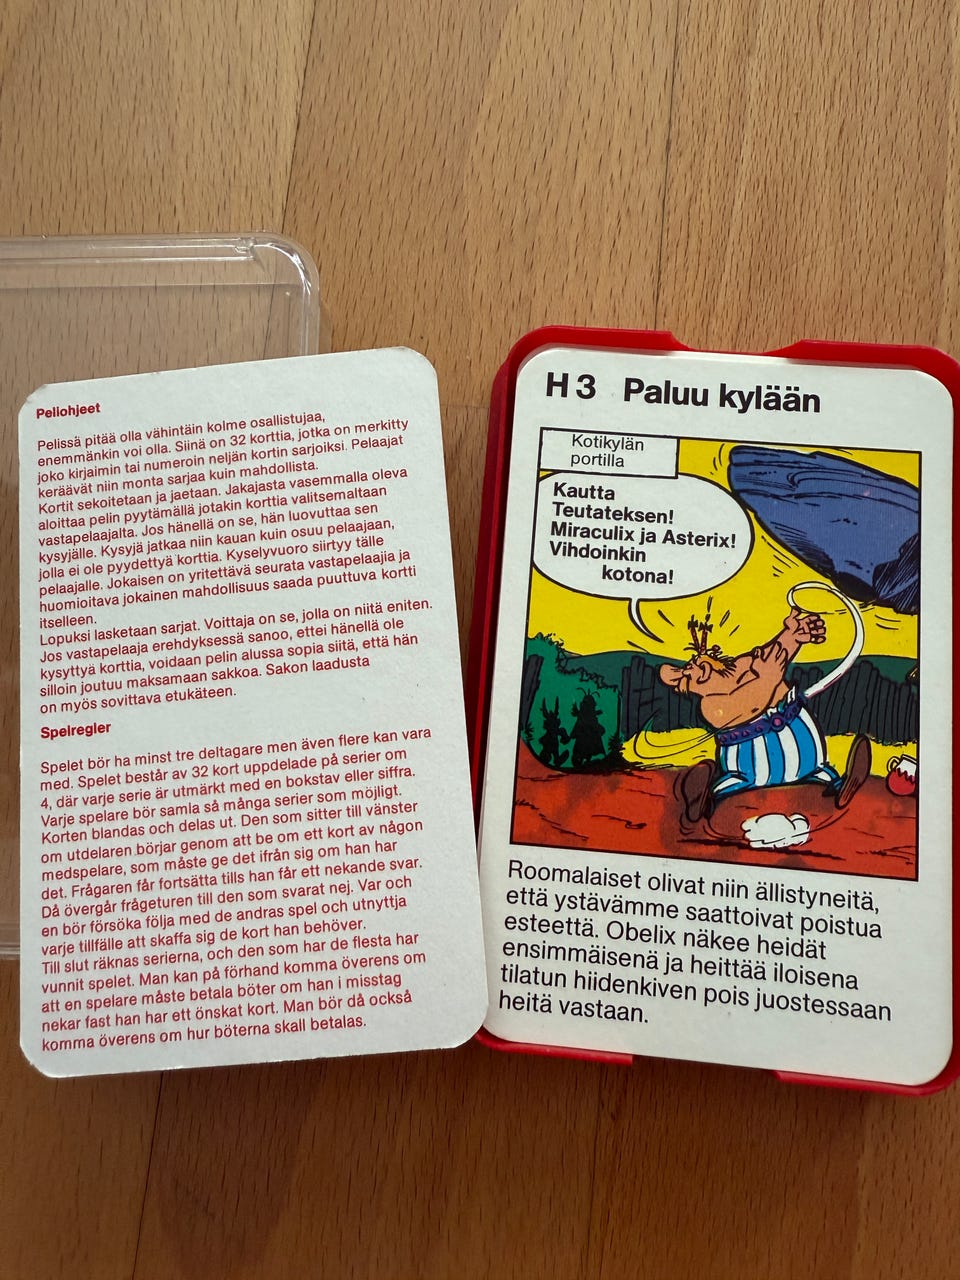 Peliohjeet
Pelissä pitää olla vähintäin kolme osallistujaa,
enemmänkin voi olla. Siinä on 32 korttia, jotka on merkitty
joko kirjaimin tai numeroin neljän kortin sarjoiksi. Pelaajat
keräävät niin monta sarjaa kuin mahdollista.
Kortit sekoitetaan ja jaetaan. Jakajasta vasemmalla oleva
aloittaa pelin pyytämällä jotakin korttia valitsemaltaan
vastapelaajalta. Jos hänellä on se, hän luovuttaa sen
kysyjälle. Kysyjä jatkaa niin kauan kuin osuu pelaajaan,
jolla ei ole pyydettyä korttia. Kyselyvuoro siirtyy tälle
pelaajalle. Jokaisen on yritettävä seurata vastapelaajia ja
huomioitava jokainen mahdollisuus saada puuttuva kortti
itselleen.
Lopuksi lasketaan sarjat. Voittaja on se, jolla on niitä eniten.
Jos vastapelaaja erehdyksessä sanoo, ettei hänellä ole
kysyttyä korttia, voidaan pelin alussa sopia siitä, että hän
silloin joutuu maksamaan sakkoa. Sakon laadusta
on myös sovittava etukäteen.
Spelregler
Spelet bör ha minst tre deltagare men även flere kan vara
med. Spelet består av 32 kort uppdelade på serier om
4, där varje serie är utmärkt med en bokstav eller siffra.
Varje spelare bör samla så många serier som möjligt.
Korten blandas och delas ut. Den som sitter till vänster
om utdelaren börjar genom att be om ett kort av någon
medspelare, som måste ge det ifrån sig om han har
det. Frågaren får fortsätta tills han får ett nekande svar.
Då övergår frågeturen till den som svarat nej. Var och
en bör försöka följa med de andras spel och utnyttja
varje tillfälle att skaffa sig de kort han behöver.
Till slut räknas serierna, och den som har de flesta har
vunnit spelet. Man kan på förhand komma överens om
att en spelare måste betala böter om han i misstag
nekar fast han har ett önskat kort. Man bör då också
komma överens om hur böterna skall betalas.
H 3 Paluu kylään
Kotikylän
portilla
Kautta
Teutateksen!
Miraculix ja Asterix!
Vihdoinkin
kotona!
Roomalaiset olivat niin ällistyneitä,
että ystävämme saattoivat poistua
esteettä. Obelix näkee heidät
ensimmäisenä ja heittää iloisena
tilatun hiidenkiven pois juostessaan
heitä vastaan.